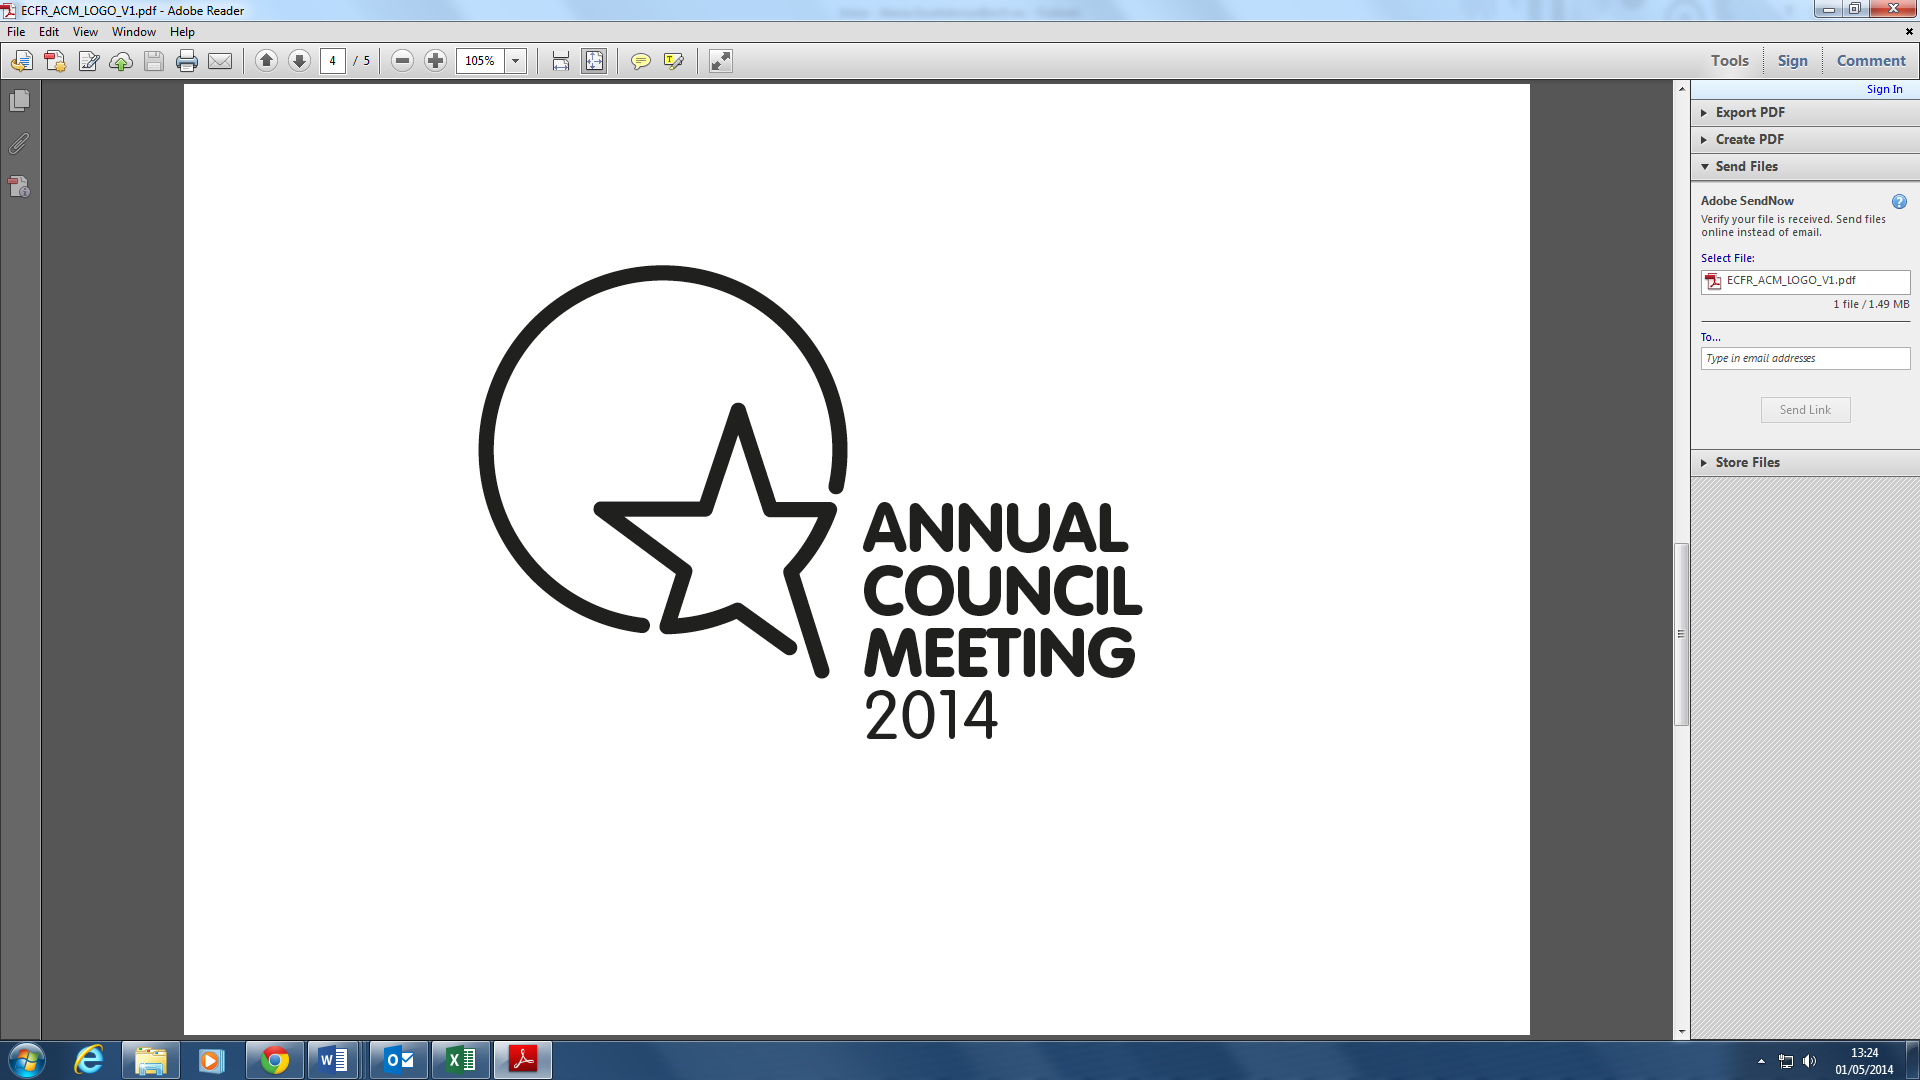 ECFR_ACM_LOGO_V1.pdf - Adobe Reader
File Edit View Window Help
4 / 5 105%
Tools Sign Comment
Sign In
Export PDF
Create PDF
Send Files
Adobe SendNow
Verify your file is received. Send files
online instead of email.
Select File:
ECFR_ACM_LOGO_V1.pdf
1 file / 1.49 MB
To...
Type in email addresses
Send Link
Store Files
ANNUAL
COUNCIL
MEETING
2014
13:24
01/05/2014